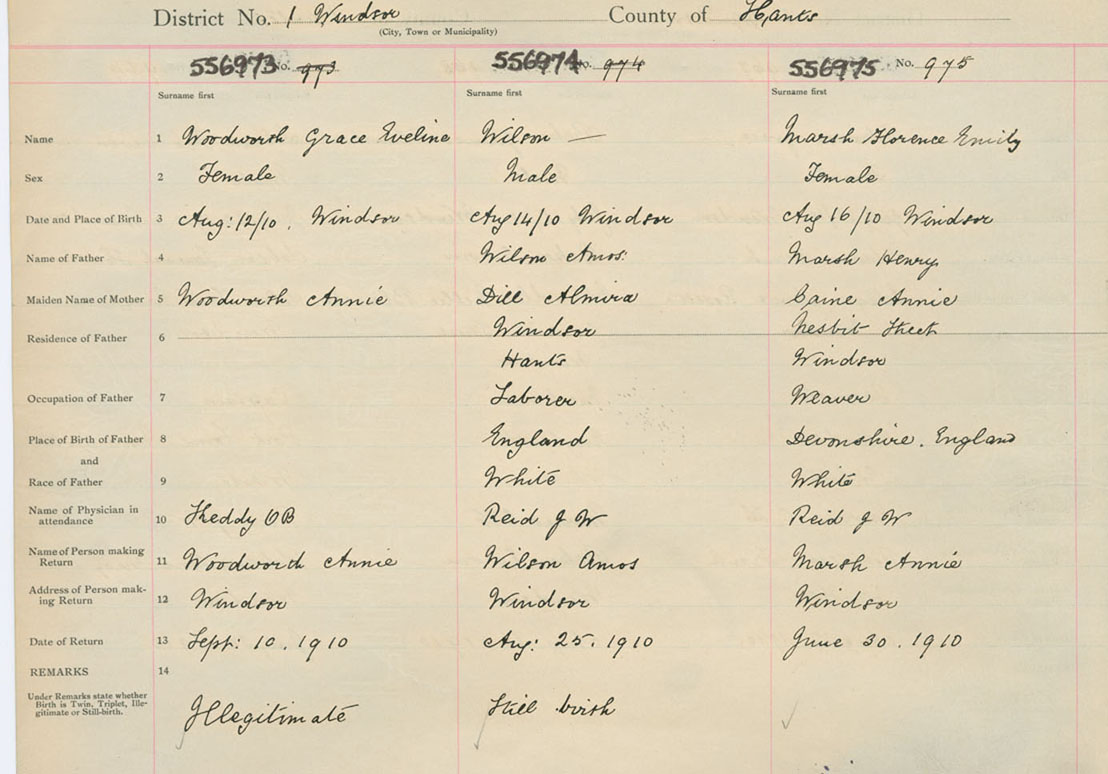 District No. 1 Windsor County of Hants
(City, Town or Municipality)
556973 No. 973 556974 No. 974 556975 No. 975
Surname first Surname first Surname first
Name 1 Woodworth Grace Eveline Wilson — Marsh Florence Emily
Sex 2 Female Male Female
Date and Place of Birth 3 Aug: 12/10. Windsor Aug 14/10 Windsor Aug 16/10 Windsor
Name of Father 4 Wilson Amos. Marsh Henry
Maiden Name of Mother 5 Woodworth Annie Dill Almira Caine Annie
Residence of Father 6 Windsor Nesbit Street
Hants Windsor
Occupation of Father 7 Laborer Weaver
Place of Birth of Father 8 England Devonshire. England
and
Race of Father 9 White White
Name of Physician in
attendance 10 OB Reid J W Reid J W
Name of Person making
Return 11 Woodworth Annie Wilson Amos Marsh Annie
Address of Person mak-
ing Return 12 Windsor Windsor Windsor
Date of Return 13 Sept: 10. 1910 Aug: 25. 1910 June 30. 1910
REMARKS 14
Under Remarks state whether
Birth is Twin, Triplet, Ille-
gitimate or Still-birth.
Illegitimate Still birth